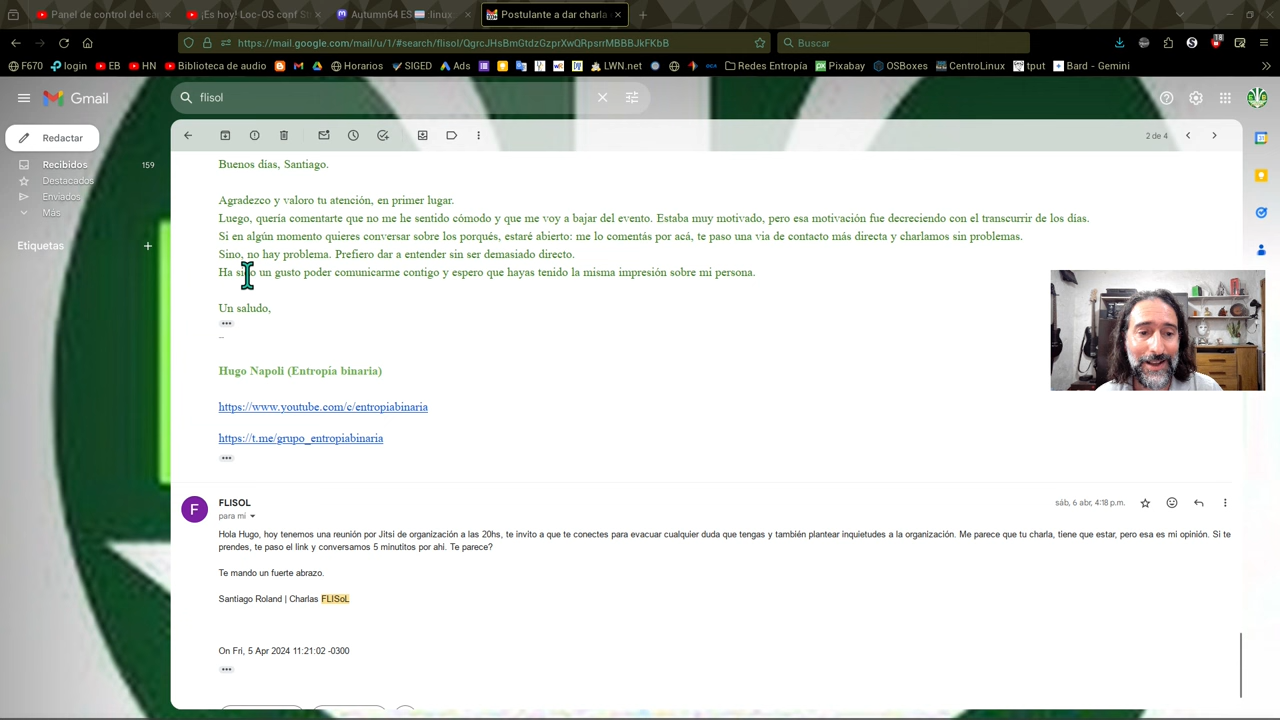 Panel de control del ca
¡Es hoy! Loc-OS conf St
Autumn64 ES :linux:
Postulante a dar charla
https://mail.google.com/mail/u/1/#search/flisol/QgrcJHsBmGtdzGzprXwQRpsrrMBBBJkFKbB
Buscar
18
F670 login EB HN Biblioteca de audio Horarios SIGED Ads LWN.net Redes Entropía Pixabay OSBoxes CentroLinux tput Bard - Gemini
Gmail
flisol
Redactar
2 de 4
Recibidos 159
Destacados
Enviados
Más
Etiquetas
Buenos días, Santiago.
Agradezco y valoro tu atención, en primer lugar.
Luego, quería comentarte que no me he sentido cómodo y que me voy a bajar del evento. Estaba muy motivado, pero esa motivación fue decreciendo con el transcurrir de los días.
Si en algún momento quieres conversar sobre los porqués, estaré abierto: me lo comentás por acá, te paso una vía de contacto más directa y charlamos sin problemas.
Sino, no hay problema. Prefiero dar a entender sin ser demasiado directo.
Ha sido un gusto poder comunicarme contigo y espero que hayas tenido la misma impresión sobre mi persona.
Un saludo,
--
Hugo Napoli (Entropía binaria)
https://www.youtube.com/c/entropiabinaria
https://t.me/grupo_entropiabinaria
F
FLISOL
sáb, 6 abr, 4:18 p.m.
para mí
Hola Hugo, hoy tenemos una reunión por Jitsi de organización a las 20hs, te invito a que te conectes para evacuar cualquier duda que tengas y también plantear inquietudes a la organización. Me parece que tu charla, tiene que estar, pero esa es mi opinión. Si te
prendes, te paso el link y conversamos 5 minutitos por ahi. Te parece?
Te mando un fuerte abrazo.
Santiago Roland | Charlas FLISoL
On Fri, 5 Apr 2024 11:21:02 -0300